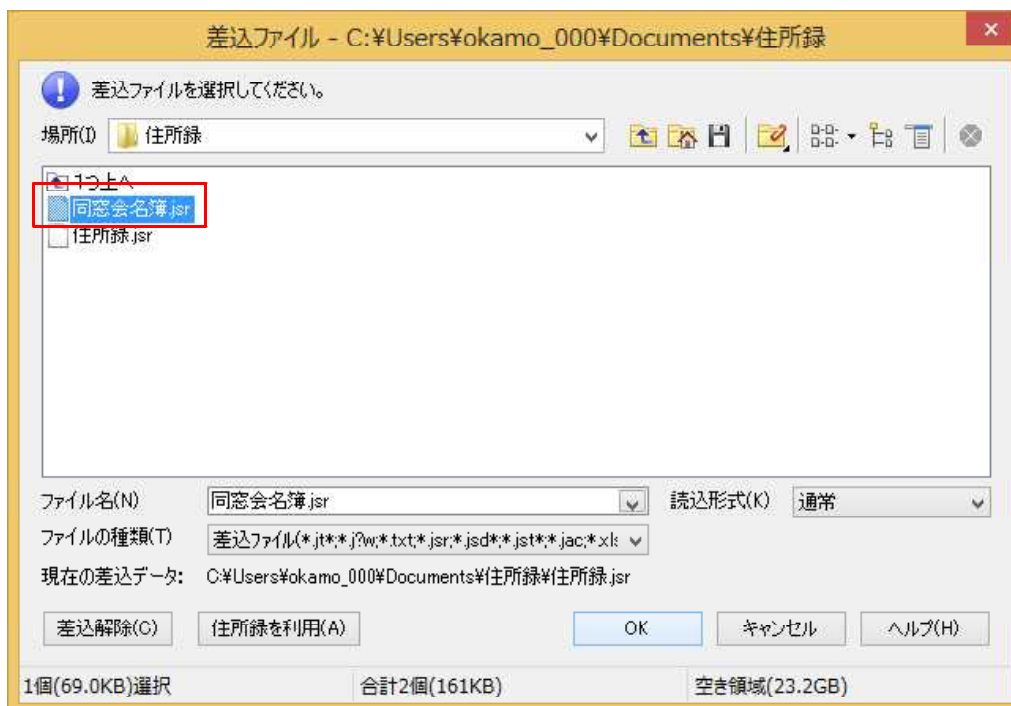 差込ファイル - C:¥Users¥okamo_000¥Documents¥住所録
差込ファイルを選択してください。
場所(I) 住所録
1つ上へ
同窓会名簿.jsr
住所録.jsr
ファイル名(N) 同窓会名簿.jsr 読込形式(K) 通常
ファイルの種類(T) 差込ファイル(*.jt*;*.j?w;*.txt;*.jsr;*.jsd*;*.jst*;*.jac;*.xls
現在の差込データ: C:¥Users¥okamo_000¥Documents¥住所録¥住所録.jsr
差込解除(C) 住所録を利用(A) OK キャンセル ヘルプ(H)
1個(69.0KB)選択 合計2個(161KB) 空き領域(23.2GB)